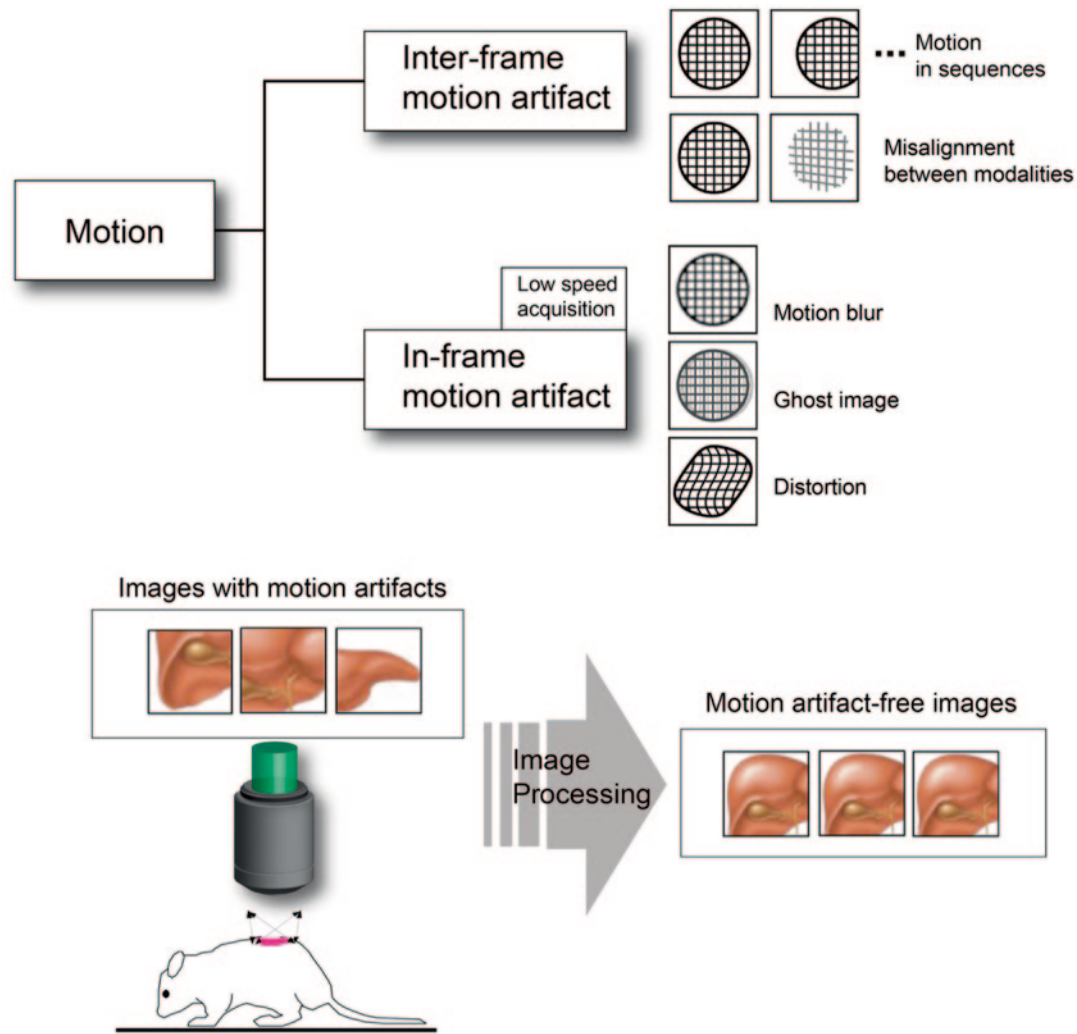 Inter-frame
motion artifact
Motion
in sequences
Misalignment
between modalities
Motion
Low speed
acquisition
In-frame
motion artifact
Motion blur
Ghost image
Distortion
Images with motion artifacts
Image
Processing
Motion artifact-free images